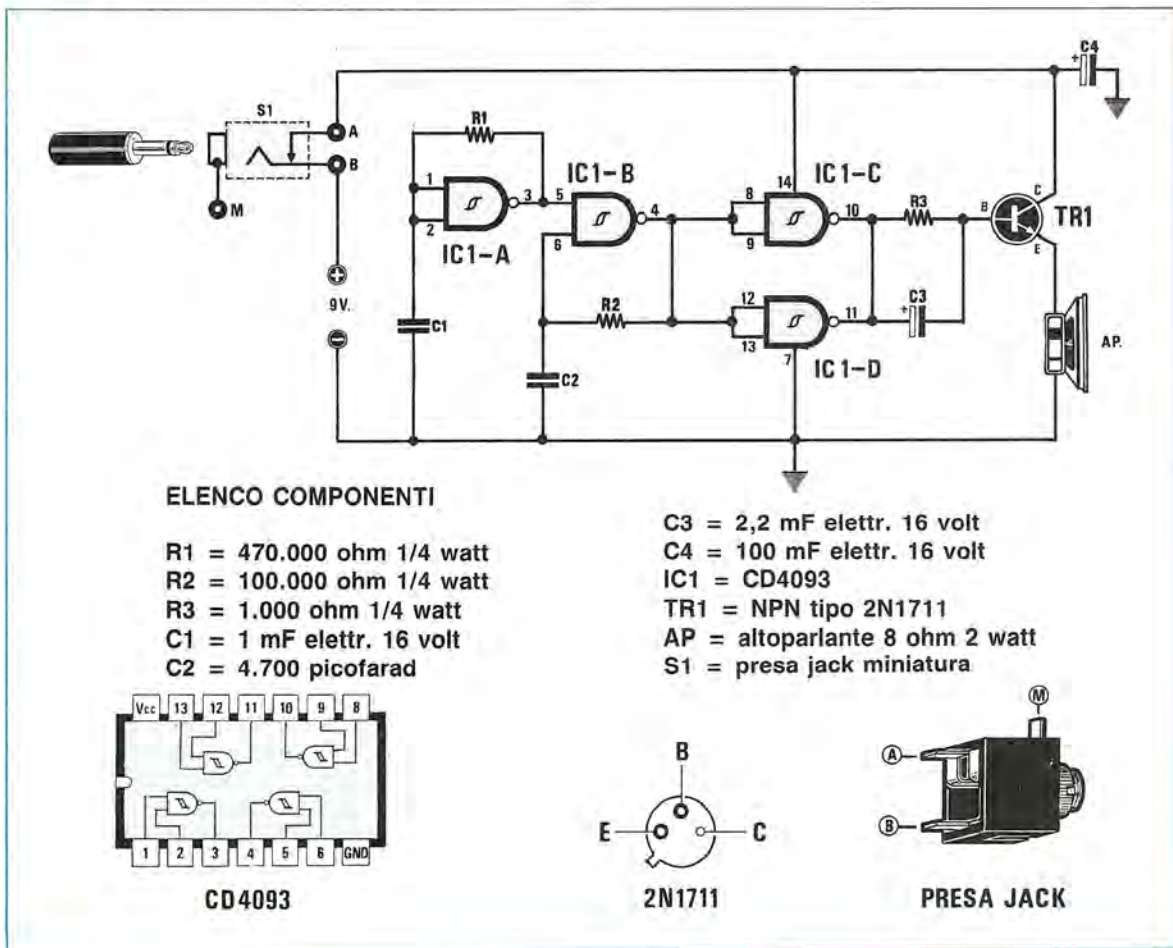 C4
+
S1
A
B
M
R1
1
2
3
IC1-A
IC1-B
5
6
4
R2
C1
C2
+
9V.
-
14
IC1-C
8
9
10
12
13
11
7
IC1-D
R3
+
C3
B
C
E
TR1
AP.
ELENCO COMPONENTI
R1 = 470.000 ohm 1/4 watt
R2 = 100.000 ohm 1/4 watt
R3 = 1.000 ohm 1/4 watt
C1 = 1 mF elettr. 16 volt
C2 = 4.700 picofarad
C3 = 2,2 mF elettr. 16 volt
C4 = 100 mF elettr. 16 volt
IC1 = CD4093
TR1 = NPN tipo 2N1711
AP = altoparlante 8 ohm 2 watt
S1 = presa jack miniatura
Vcc 13 12 11 10 9 8
1 2 3 4 5 6 GND
CD4093
B
E
C
2N1711
M
A
B
PRESA JACK